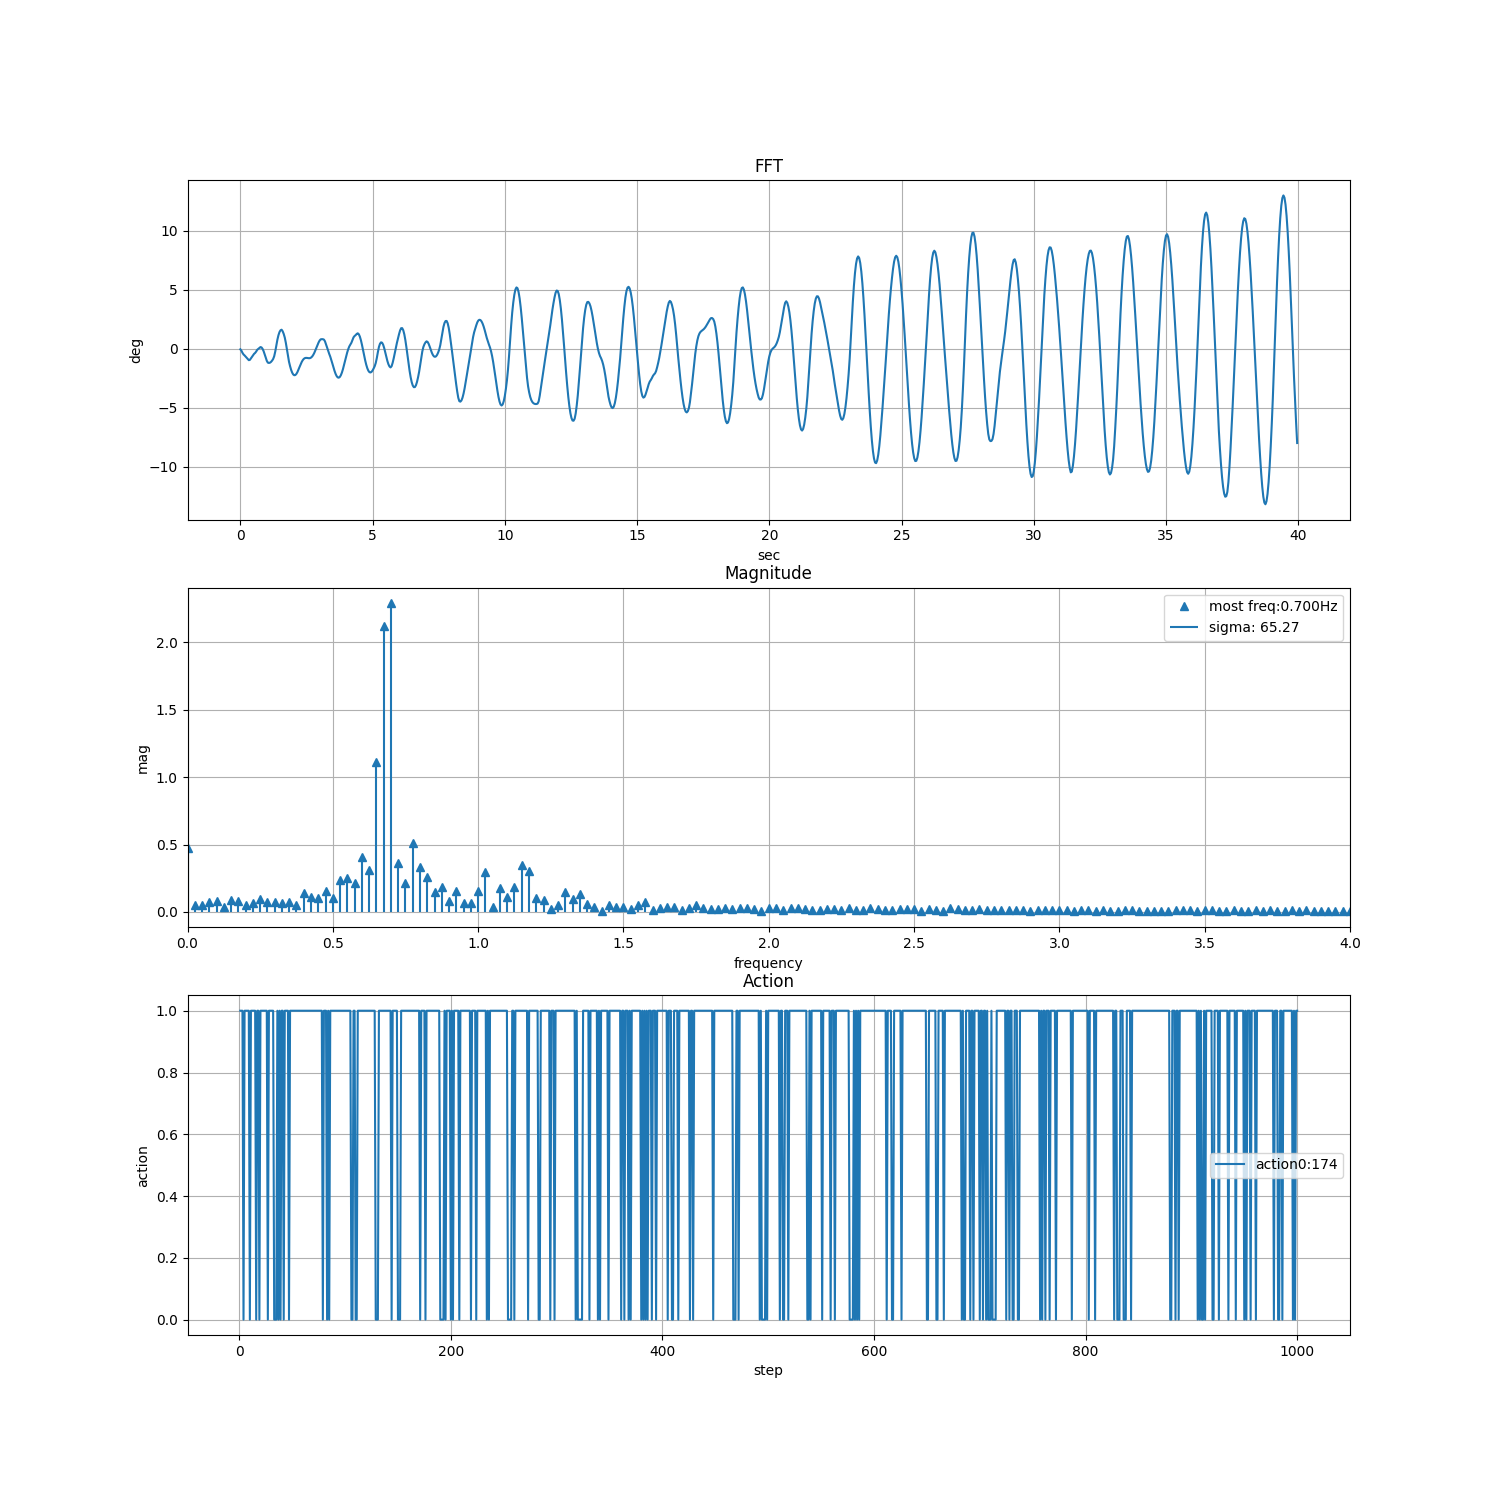 FFT
10
5
0
−5
−10
deg
0 5 10 15 20 25 30 35 40
sec
Magnitude
most freq:0.700Hz
sigma: 65.27
2.0
1.5
1.0
0.5
0.0
mag
0.0 0.5 1.0 1.5 2.0 2.5 3.0 3.5 4.0
frequency
Action
1.0
0.8
0.6
0.4
0.2
0.0
action
action0:174
0 200 400 600 800 1000
step